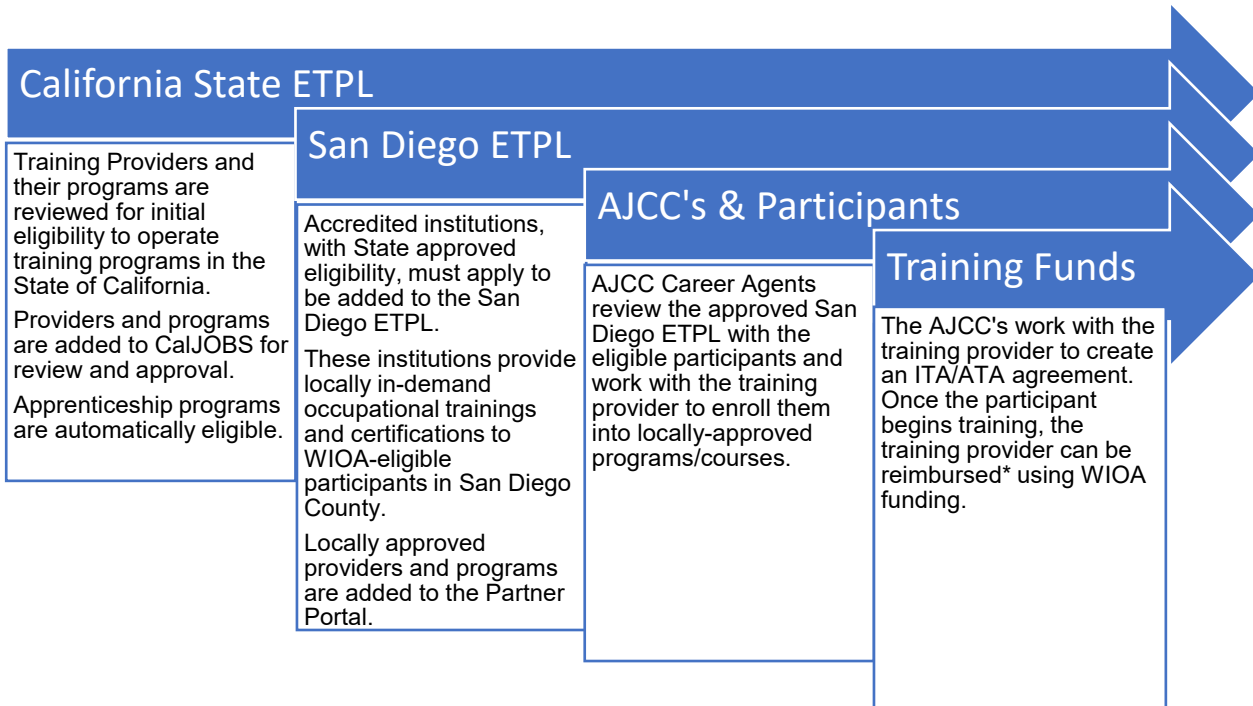 California State ETPL
Training Providers and
their programs are
reviewed for initial
eligibility to operate
training programs in the
State of California.
Providers and programs
are added to CalJOBS for
review and approval.
Apprenticeship programs
are automatically eligible.
San Diego ETPL
Accredited institutions,
with State approved
eligibility, must apply to
be added to the San
Diego ETPL.
These institutions provide
locally in-demand
occupational trainings
and certifications to
WIOA-eligible
participants in San Diego
County.
Locally approved
providers and programs
are added to the Partner
Portal.
AJCC's & Participants
AJCC Career Agents
review the approved San
Diego ETPL with the
eligible participants and
work with the training
provider to enroll them
into locally-approved
programs/courses.
Training Funds
The AJCC's work with the
training provider to create
an ITA/ATA agreement.
Once the participant
begins training, the
training provider can be
reimbursed* using WIOA
funding.